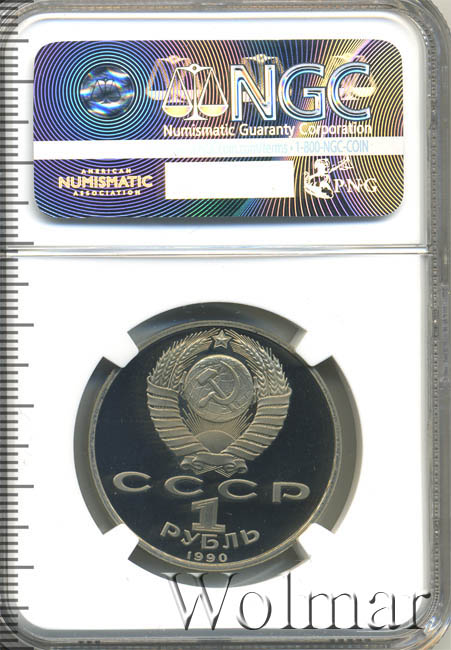 NGC
Numismatic Guaranty Corporation
1-800-NGC-COIN
AMERICAN
NUMISMATIC
ASSOCIATION
PNG
СССР
1
РУБЛЬ
1990
Wolmar